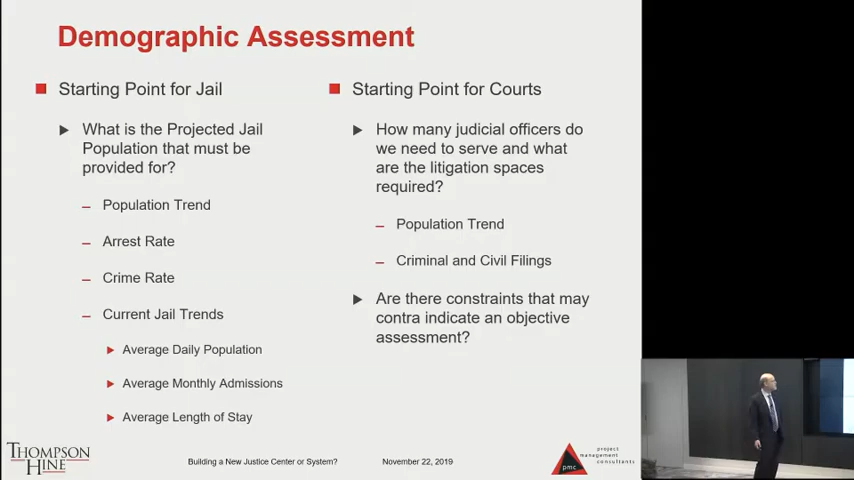 Demographic Assessment
Starting Point for Jail
What is the Projected Jail
Population that must be
provided for?
Population Trend
Arrest Rate
Crime Rate
Current Jail Trends
Average Daily Population
Average Monthly Admissions
Average Length of Stay
Starting Point for Courts
How many judicial officers do
we need to serve and what
are the litigation spaces
required?
Population Trend
Criminal and Civil Filings
Are there constraints that may
contra indicate an objective
assessment?
THOMPSON
HINE
Building a New Justice Center or System?
November 22, 2019
pmc
project
management
consultants